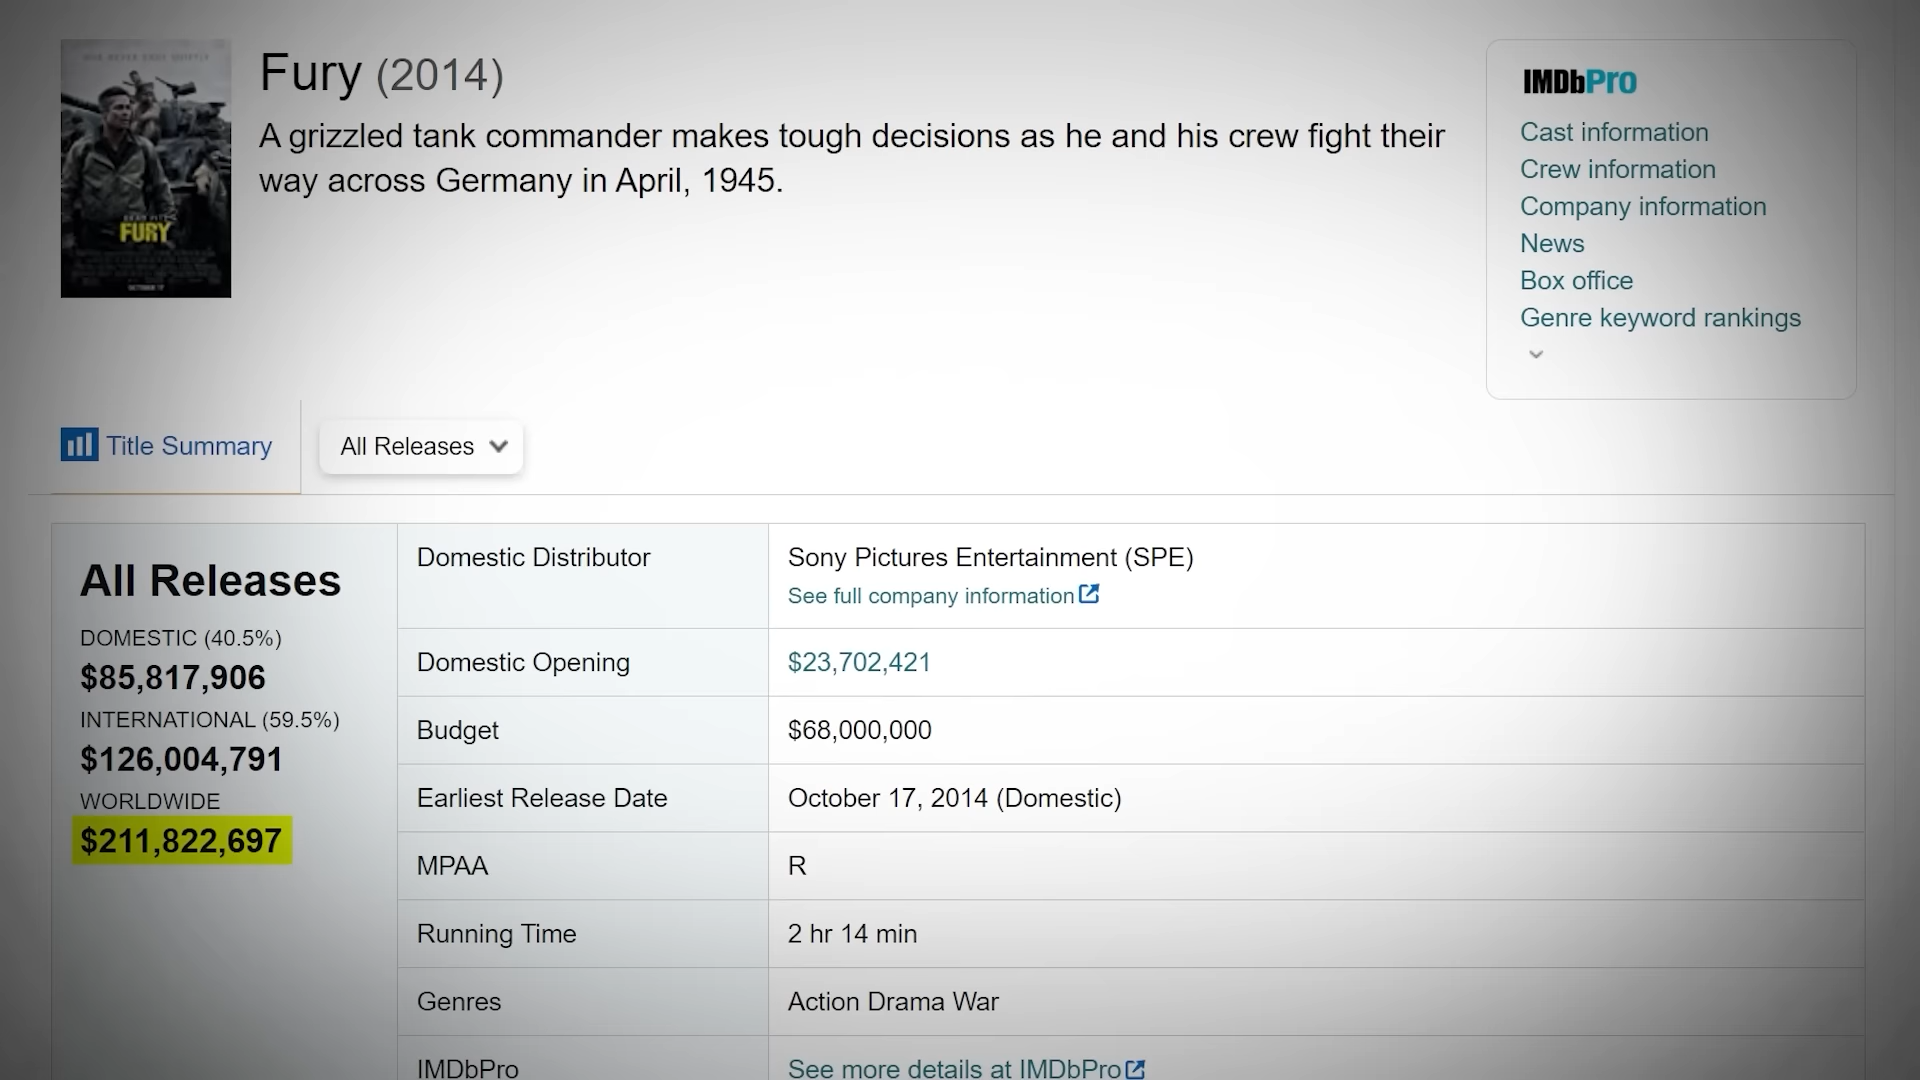 Fury (2014)
A grizzled tank commander makes tough decisions as he and his crew fight their
way across Germany in April, 1945.
FURY
IMDbPro
Cast information
Crew information
Company information
News
Box office
Genre keyword rankings
Title Summary
All Releases
All Releases
DOMESTIC (40.5%)
$85,817,906
INTERNATIONAL (59.5%)
$126,004,791
WORLDWIDE
$211,822,697
Domestic Distributor
Sony Pictures Entertainment (SPE)
See full company information
Domestic Opening
$23,702,421
Budget
$68,000,000
Earliest Release Date
October 17, 2014 (Domestic)
MPAA
R
Running Time
2 hr 14 min
Genres
Action Drama War
IMDbPro
See more details at IMDbPro